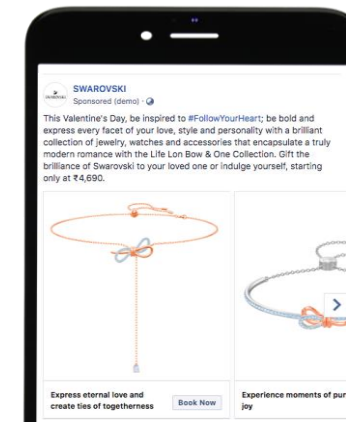 SWAROVSKI
Sponsored (demo) ·
This Valentine's Day, be inspired to #FollowYourHeart; be bold and
express every facet of your love, style and personality with a brilliant
collection of jewelry, watches and accessories that encapsulate a truly
modern romance with the Life Lon Bow & One Collection. Gift the
brilliance of Swarovski to your loved one or indulge yourself, starting
only at ₹4,690.
Express eternal love and
create ties of togetherness
Book Now
Experience moments of pur
joy